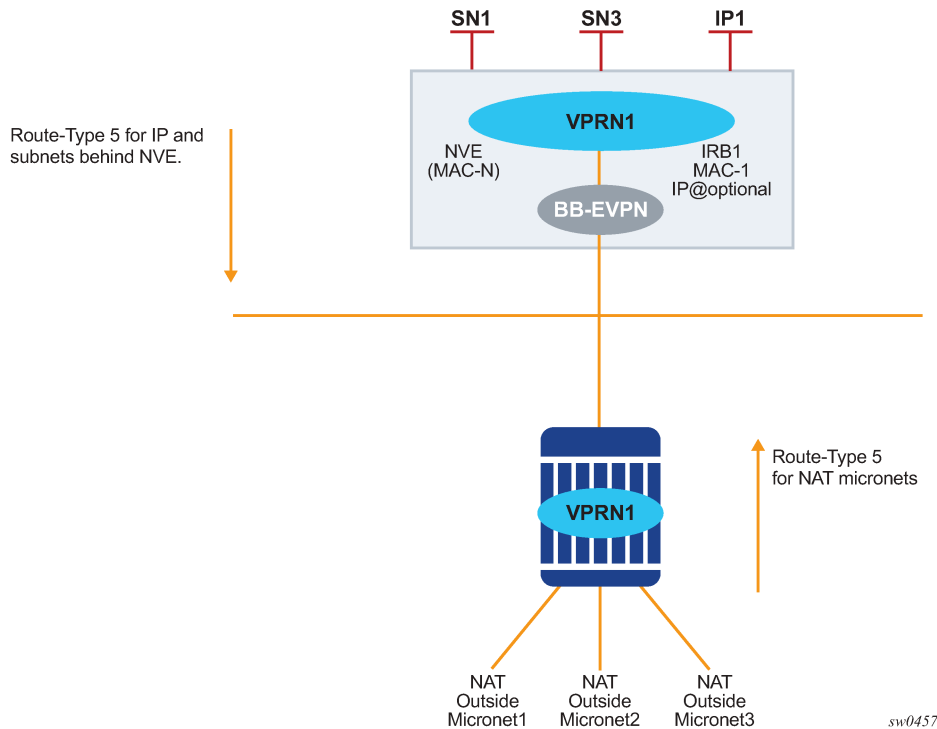 SN1
SN3
IP1
VPRN1
Route-Type 5 for IP and
subnets behind NVE.
NVE
(MAC-N)
IRB1
MAC-1
IP@optional
BB-EVPN
Route-Type 5
for NAT micronets
VPRN1
NAT
Outside
Micronet1
NAT
Outside
Micronet2
NAT
Outside
Micronet3
sw0457